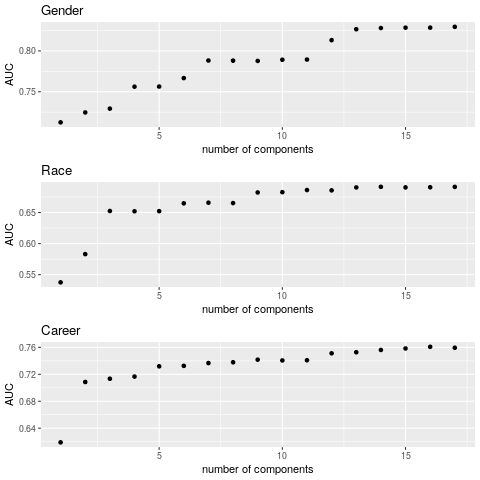 Gender
AUC
0.80
0.75
5 10 15
number of components
Race
AUC
0.65
0.60
0.55
5 10 15
number of components
Career
AUC
0.76
0.72
0.68
0.64
5 10 15
number of components